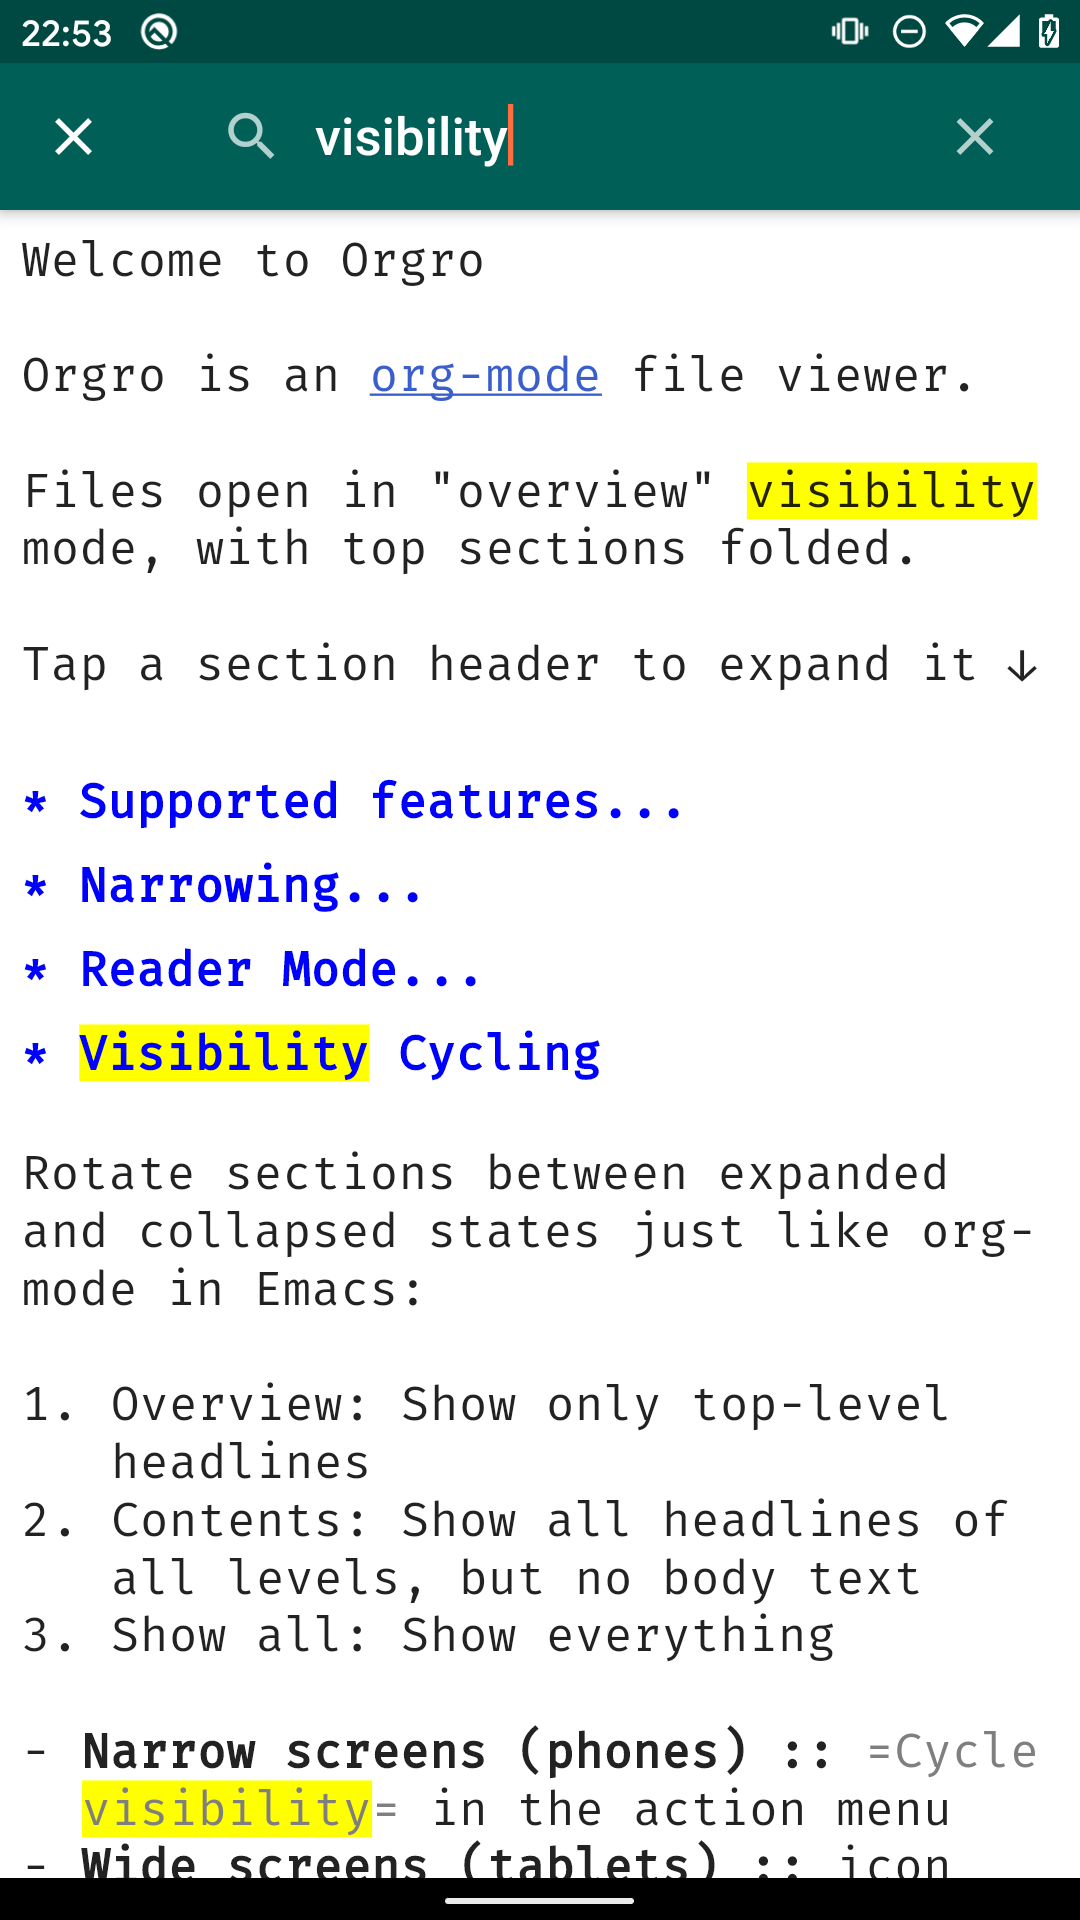 22:53
visibility
Welcome to Orgro
Orgro is an org-mode file viewer.
Files open in "overview" visibility
mode, with top sections folded.
Tap a section header to expand it ↓
* Supported features...
* Narrowing...
* Reader Mode...
* Visibility Cycling
Rotate sections between expanded
and collapsed states just like org-
mode in Emacs:
1. Overview: Show only top-level
headlines
2. Contents: Show all headlines of
all levels, but no body text
3. Show all: Show everything
- Narrow screens (phones) :: =Cycle
visibility= in the action menu
- Wide screens (tablets) :: icon